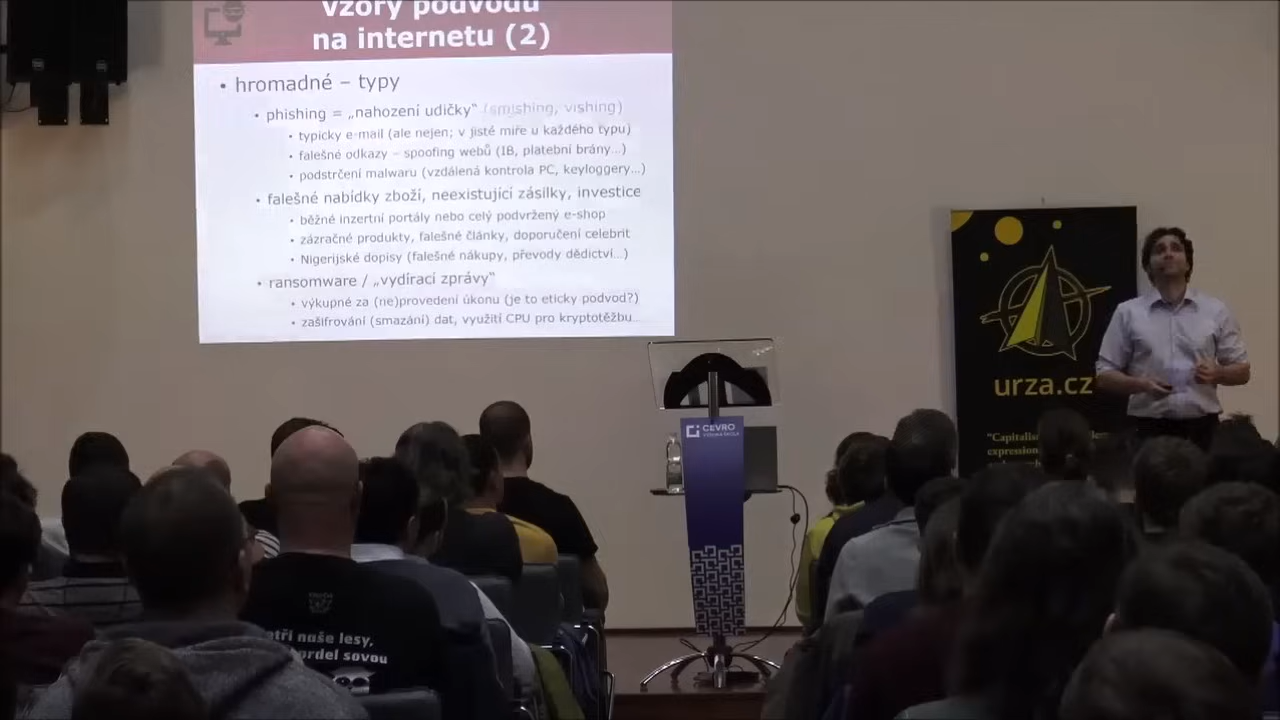 vzory podvodů
na internetu (2)
• hromadné – typy
• phishing = „nahození udičky“ (smishing, vishing)
• typicky e-mail (ale nejen; v jisté míře u každého typu)
• falešné odkazy – spoofing webů (IB, platební brány…)
• podstrčení malwaru (vzdálená kontrola PC, keyloggery…)
• falešné nabídky zboží, neexistující zásilky, investice
• běžné inzertní portály nebo celý podvržený e-shop
• zázračné produkty, falešné články, doporučení celebrit
• Nigerijské dopisy (falešné nákupy, převody dědictví…)
• ransomware / „vydírací zprávy“
• výkupné za (ne)provedení úkonu (je to eticky podvod?)
• zašifrování (smazání) dat, využití CPU pro kryptotěžbu…
urza.cz
"Capitalis
expression
CEVRO
VYSOKÁ ŠKOLA
naše lesy,
ordel sovou